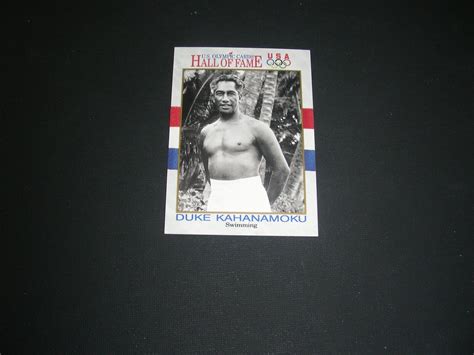 U.S. OLYMPIC CARDS
HALL OF FAME
USA
DUKE KAHANAMOKU
Swimming